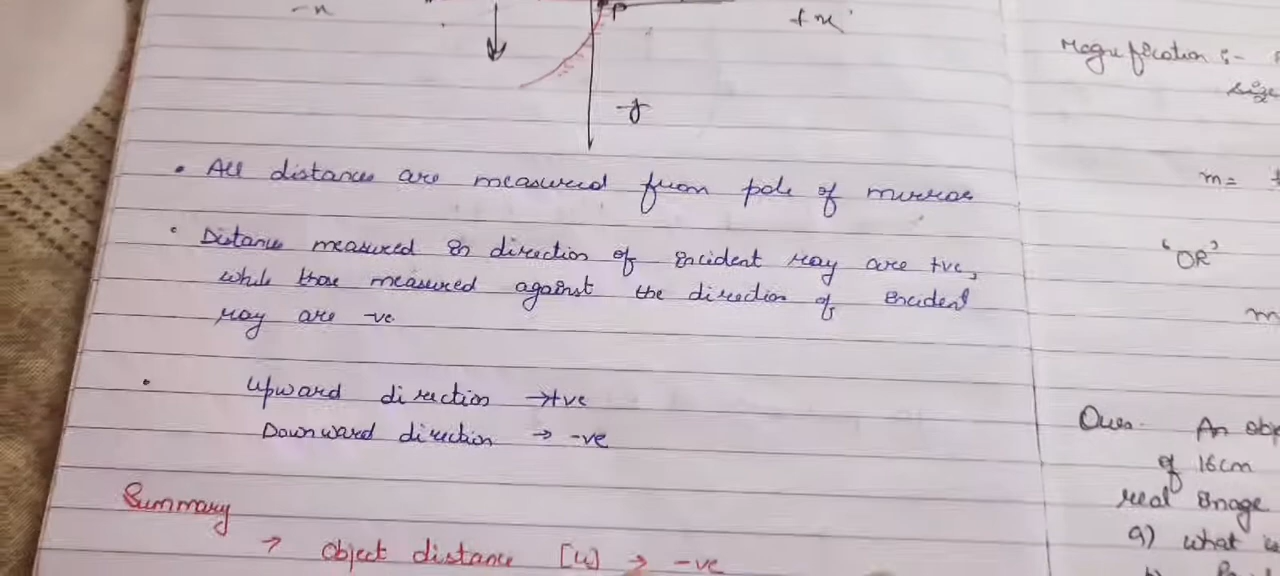 -x
P
+x
-y
• All distances are measured from pole of mirror
• Distance measured in direction of incident ray are +ve,
while those measured against the direction of incident
ray are -ve
• Upward direction → +ve
Downward direction → -ve
Summary
→ Object distance [u] → -ve
Magnification :-
size
m=
"OR"
m
Ques. An obj
of 16cm
real image
a) what is
b)